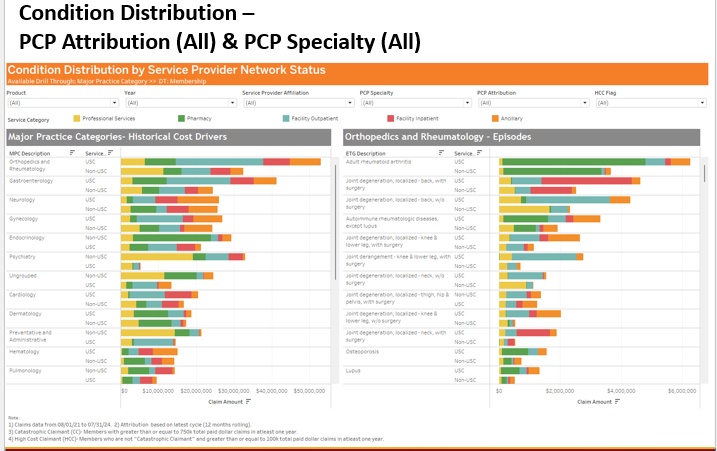 Condition Distribution –
PCP Attribution (All) & PCP Specialty (All)
Condition Distribution by Service Provider Network Status
Available Drill Through: Major Practice Category >> DT: Membership
Product Year Service Provider Affiliation PCP Specialty PCP Attribution HCC Flag
(All) (All) (All) (All) (All) (All)
Service Category Professional Services Pharmacy Facility Outpatient Facility Inpatient Ancillary
Major Practice Categories- Historical Cost Drivers
MPC Description Service..
Orthopedics and Rheumatology USC
Non-USC
Gastroenterology USC
Non-USC
Neurology USC
Non-USC
Gynecology USC
Non-USC
Endocrinology Non-USC
USC
Psychiatry Non-USC
USC
Ungrouped Non-USC
USC
Cardiology USC
Non-USC
Dermatology USC
Non-USC
Preventative and Administrative Non-USC
USC
Hematology USC
Non-USC
Pulmonology Non-USC
USC
$0 $10,000,000 $20,000,000 $30,000,000 $40,000,000 $50,000,000
Claim Amount
Orthopedics and Rheumatology - Episodes
ETG Description Service..
Adult rheumatoid arthritis USC
Non-USC
Joint degeneration, localized - back, with surgery USC
Non-USC
Joint degeneration, localized - back, w/o surgery USC
Non-USC
Autoimmune rheumatologic diseases, except lupus USC
Non-USC
Joint degeneration, localized - knee & lower leg, with surgery USC
Non-USC
Joint derangement - knee & lower leg, with surgery USC
Non-USC
Joint degeneration, localized - neck, w/o surgery USC
Non-USC
Joint degeneration, localized - thigh, hip & pelvis, with surgery USC
Non-USC
Joint degeneration, localized - knee & lower leg, w/o surgery USC
Non-USC
Joint degeneration, localized - neck, with surgery USC
Non-USC
Osteoporosis USC
Non-USC
Lupus USC
Non-USC
$0 $2,000,000 $4,000,000 $6,000,000
Claim Amount
Note:
1) Claims data from 08/01/21 to 07/31/24. 2) Attribution based on latest cycle (12 months rolling).
3) Catastrophic Claimant (CC)- Members with greater than or equal to 750k total paid dollar claims in atleast one year.
4) High Cost Claimant (HCC)- Members who are not "Catastrophic Claimant" and greater than or equal to 100k total paid dollar claims in atleast one year.